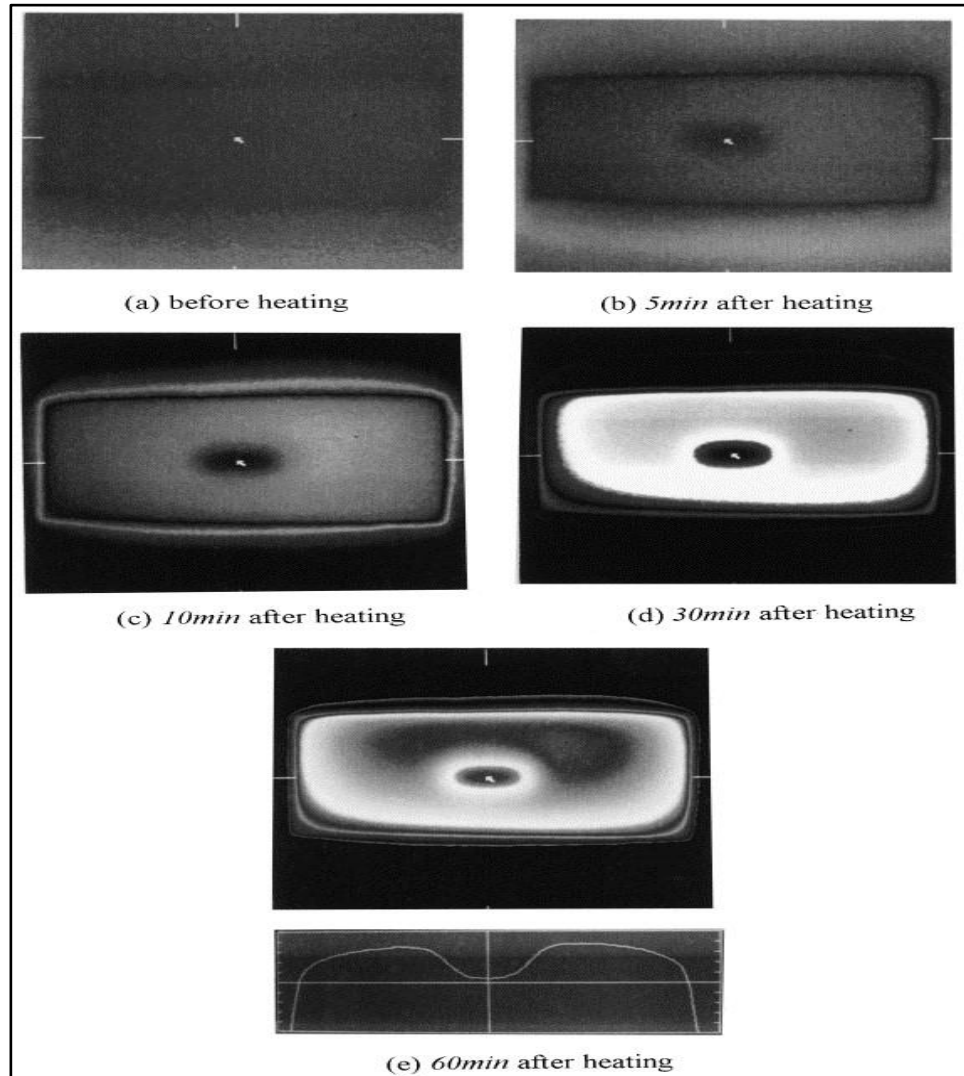 (a) before heating
(b) 5min after heating
(c) 10min after heating
(d) 30min after heating
(e) 60min after heating